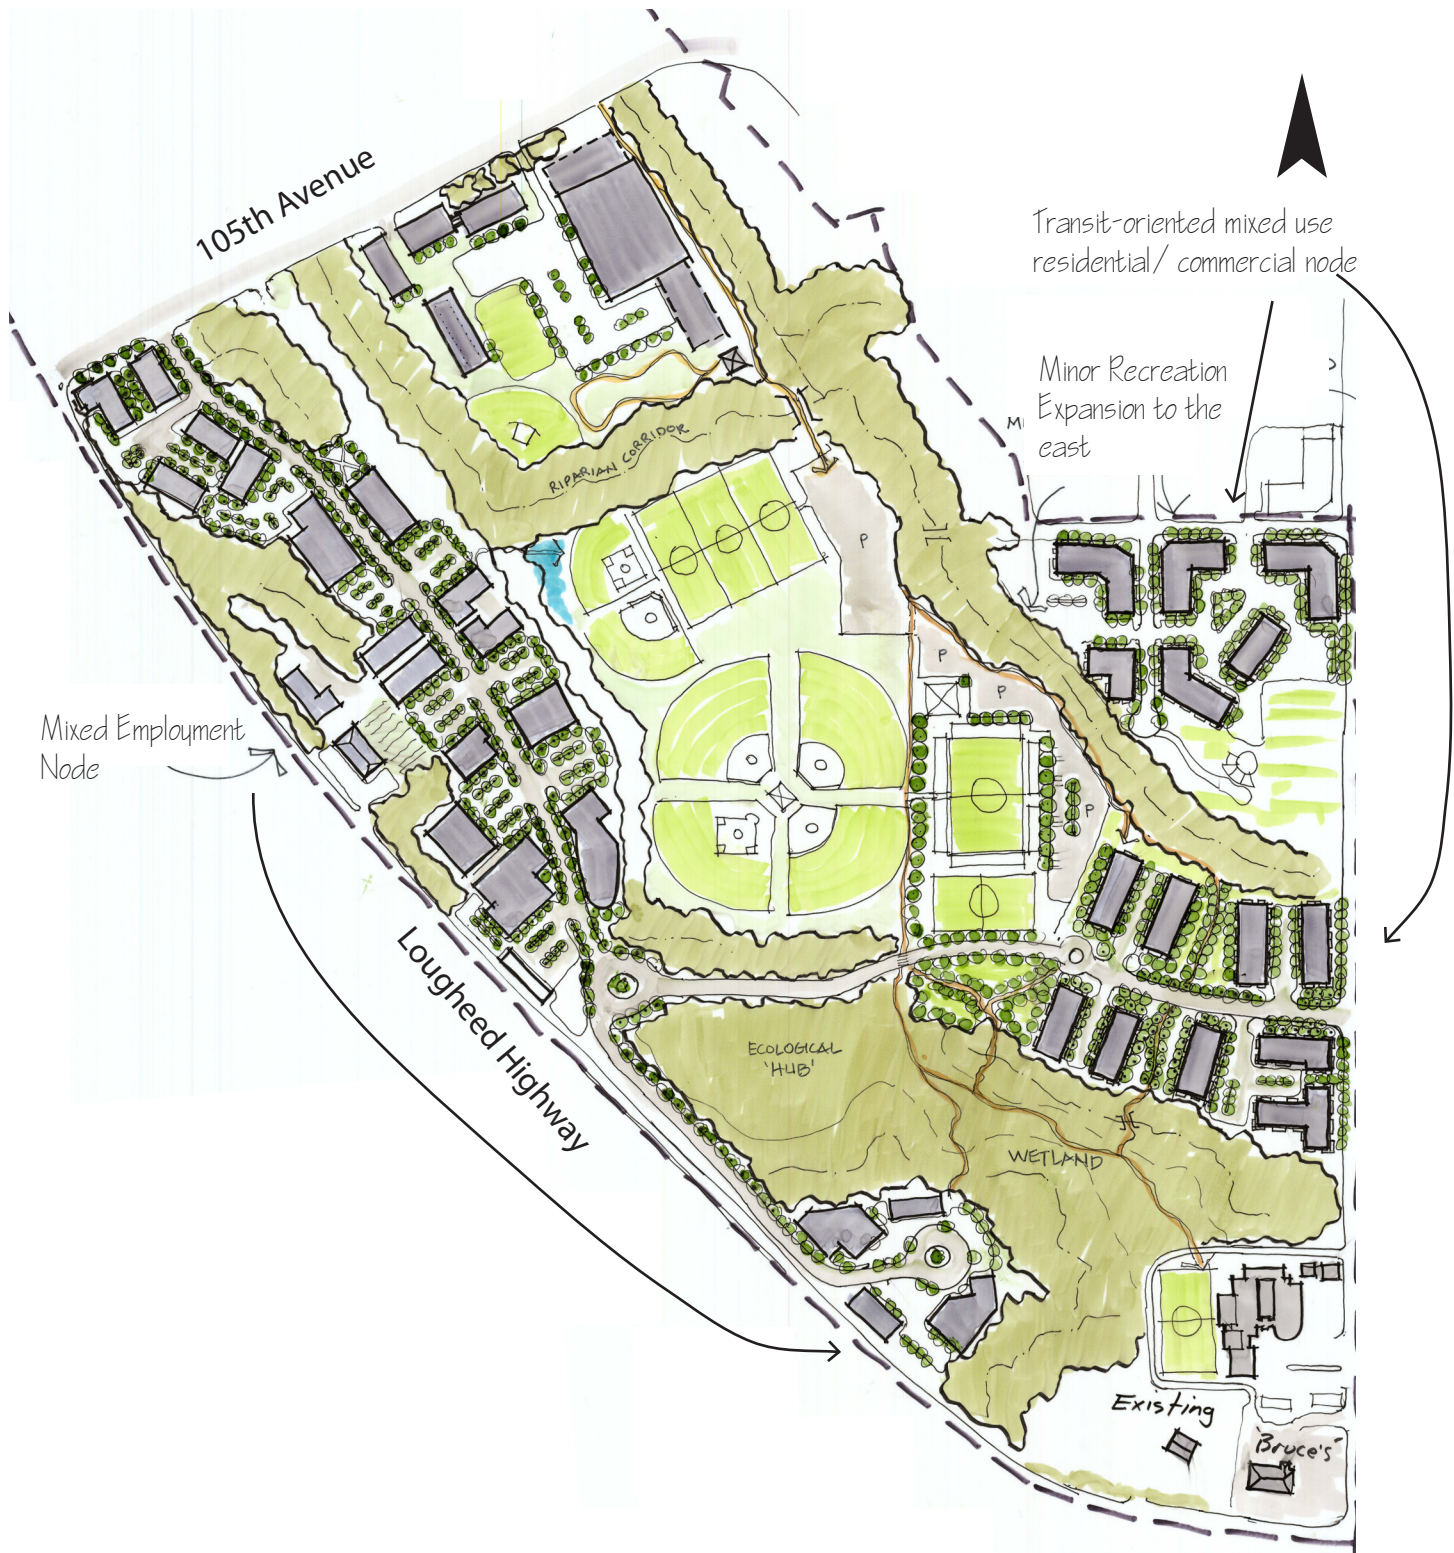 105th Avenue
Transit-oriented mixed use
residential/ commercial node
Minor Recreation
Expansion to the
east
M
RIPARIAN CORRIDOR
P
P
P
P
Mixed Employment
Node
Lougheed Highway
ECOLOGICAL
'HUB'
WETLAND
Existing
'Bruce's'